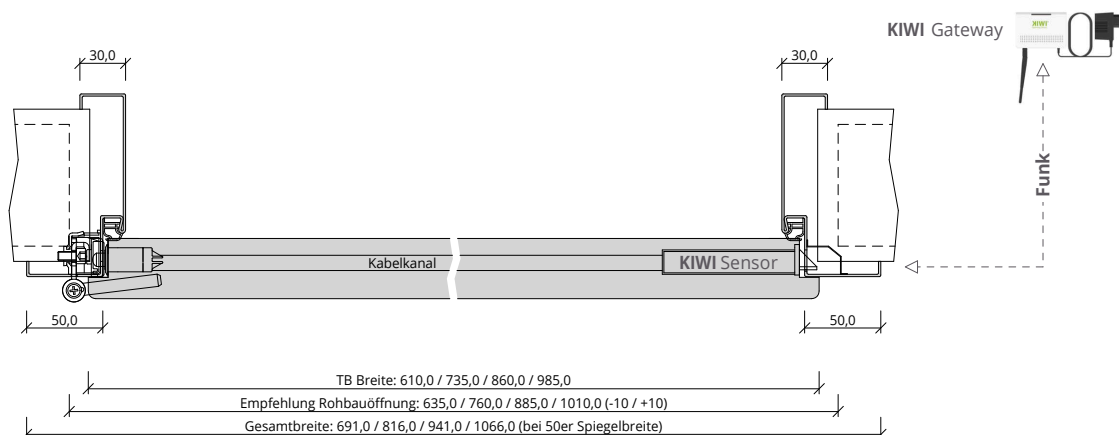 KIWI Gateway
KIWI
30,0
30,0
Funk
Kabelkanal
KIWI Sensor
50,0
50,0
TB Breite: 610,0 / 735,0 / 860,0 / 985,0
Empfehlung Rohbauöffnung: 635,0 / 760,0 / 885,0 / 1010,0 (-10 / +10)
Gesamtbreite: 691,0 / 816,0 / 941,0 / 1066,0 (bei 50er Spiegelbreite)